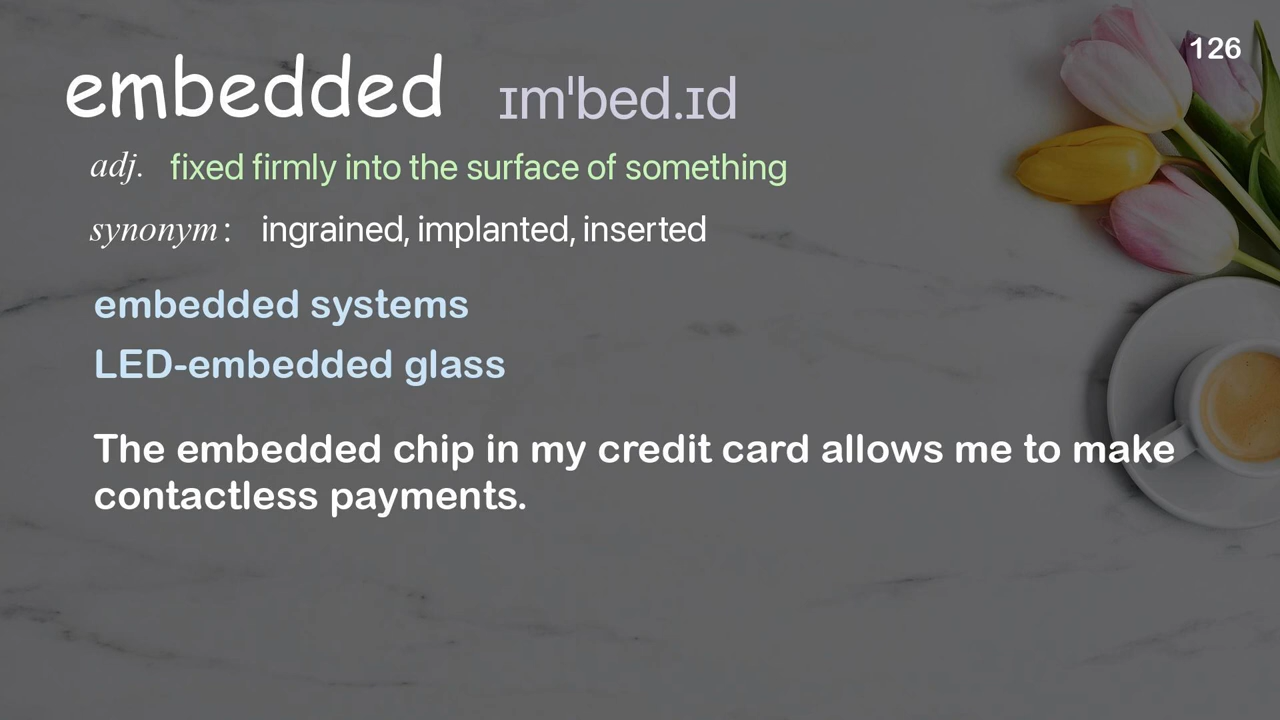 126
embedded ɪmˈbed.ɪd
adj. fixed firmly into the surface of something
synonym: ingrained, implanted, inserted
embedded systems
LED-embedded glass
The embedded chip in my credit card allows me to make
contactless payments.